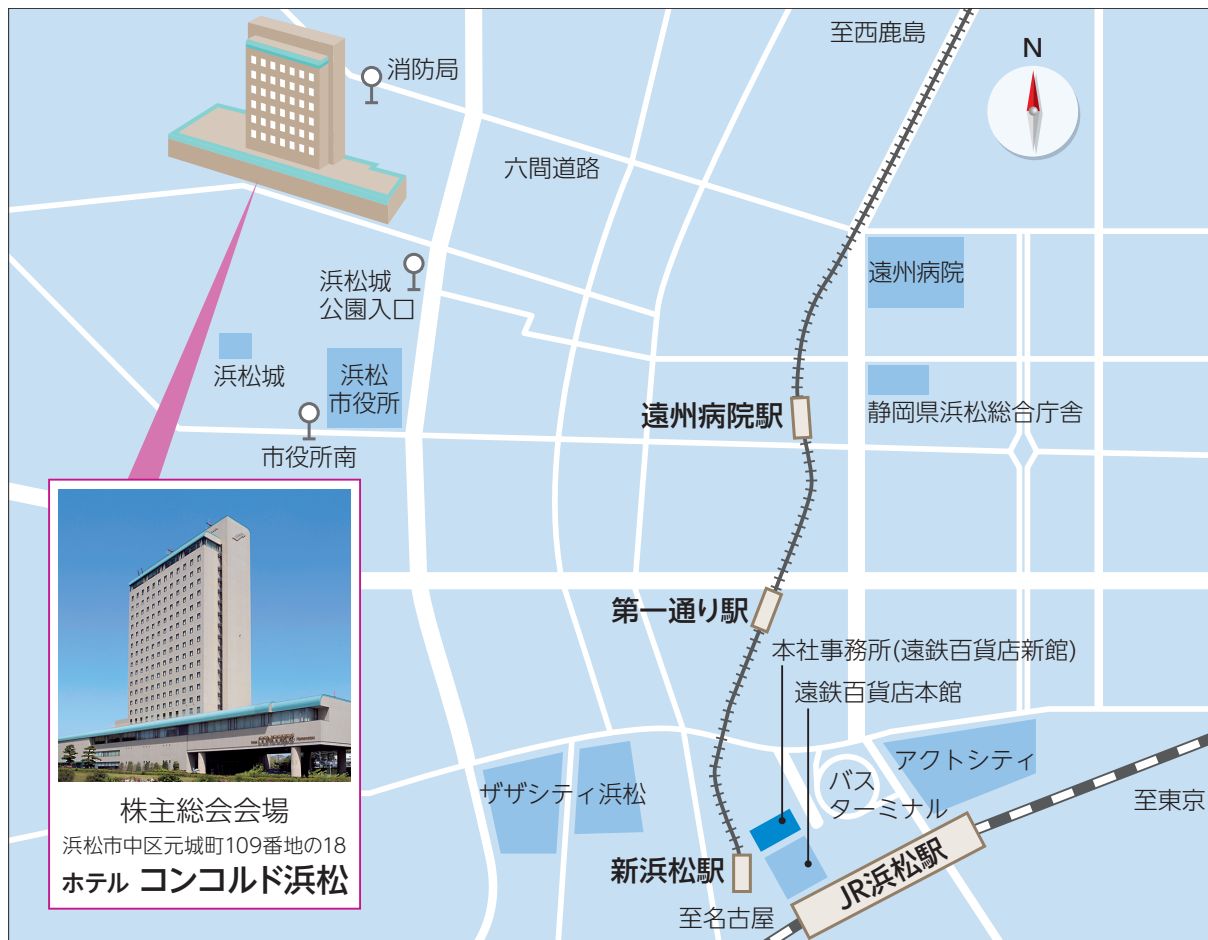 至西鹿島
N
消防局
六間道路
遠州病院
浜松城
公園入口
浜松城
浜松
市役所
静岡県浜松総合庁舎
遠州病院駅
市役所南
第一通り駅
本社事務所(遠鉄百貨店新館)
遠鉄百貨店本館
アクトシティ
バス
ターミナル
ザザシティ浜松
至東京
新浜松駅
JR浜松駅
至名古屋
株主総会会場
浜松市中区元城町109番地の18
ホテル コンコルド浜松